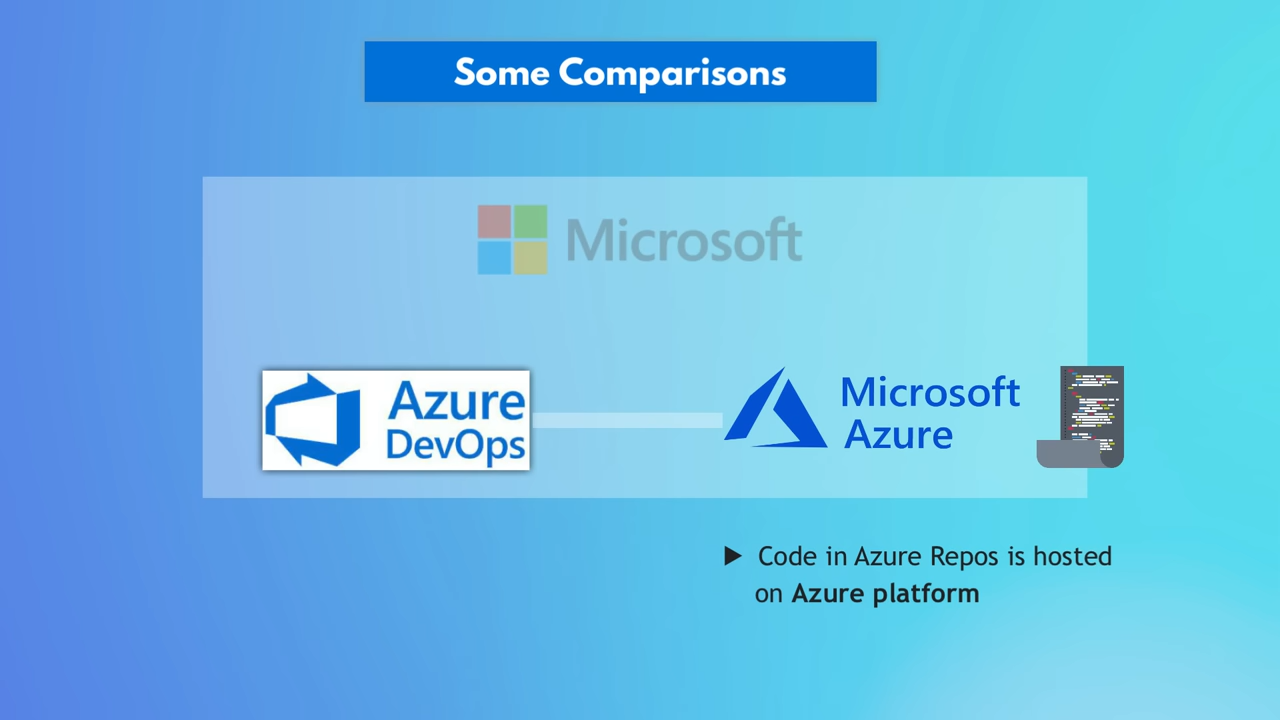 Some Comparisons
Microsoft
Azure
DevOps
Microsoft
Azure
▶ Code in Azure Repos is hosted
on Azure platform